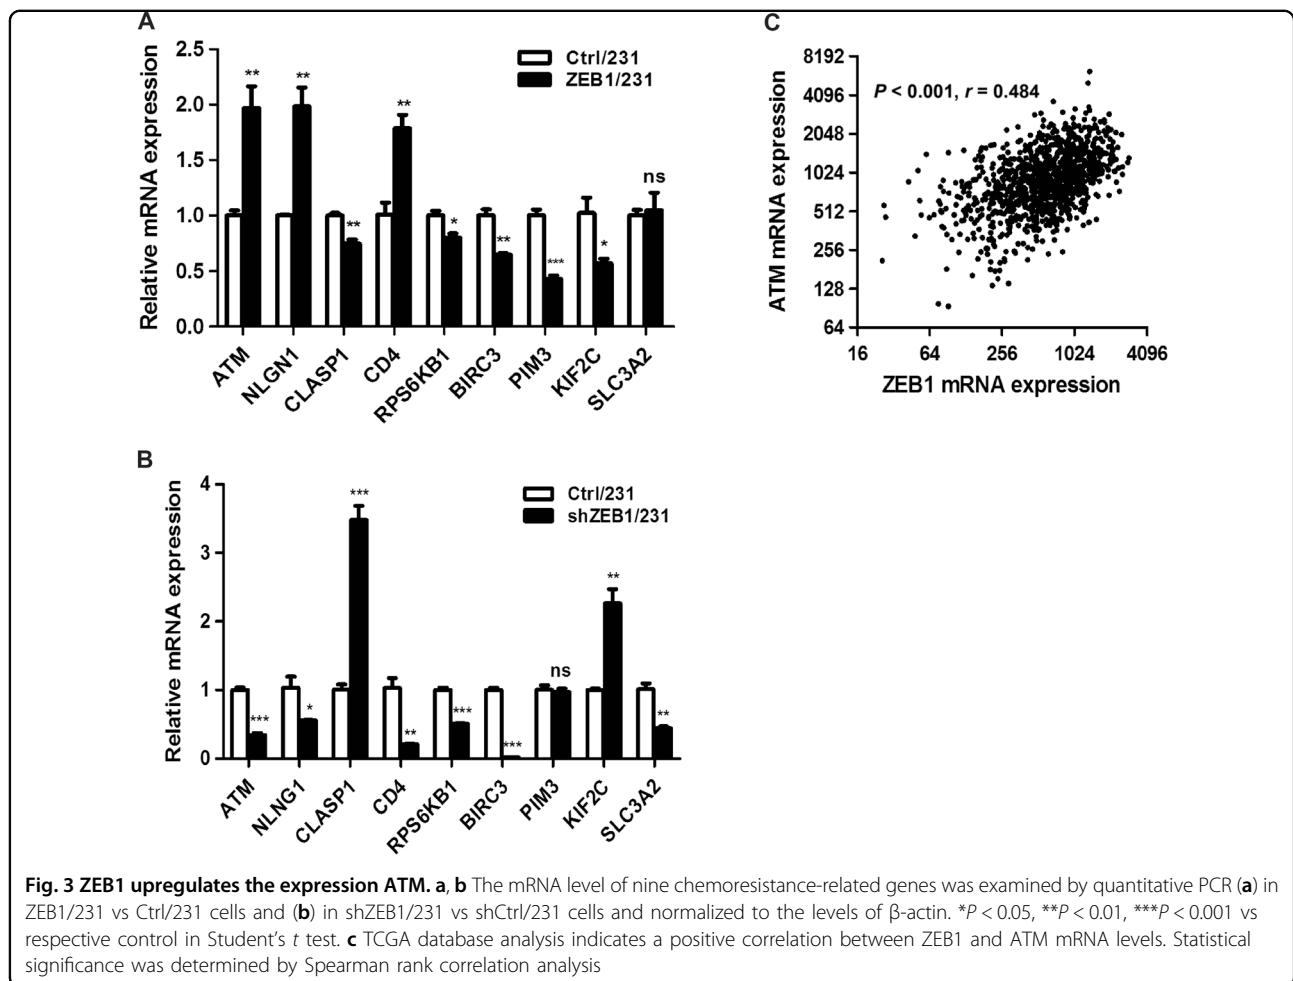 A
2.5
2.0
1.5
1.0
0.5
0.0
Relative mRNA expression
Ctrl/231
ZEB1/231
** ** ** ** * ** *** * ns
ATM NLGN1 CLASP1 CD4 RPS6KB1 BIRC3 PIM3 KIF2C SLC3A2
C
8192
4096
2048
1024
512
256
128
64
ATM mRNA expression
P < 0.001, r = 0.484
16 64 256 1024 4096
ZEB1 mRNA expression
B
4
3
2
1
0
Relative mRNA expression
Ctrl/231
shZEB1/231
*** * *** ** *** *** ns ** **
ATM NLNG1 CLASP1 CD4 RPS6KB1 BIRC3 PIM3 KIF2C SLC3A2
Fig. 3 ZEB1 upregulates the expression ATM. a, b The mRNA level of nine chemoresistance-related genes was examined by quantitative PCR (a) in
ZEB1/231 vs Ctrl/231 cells and (b) in shZEB1/231 vs shCtrl/231 cells and normalized to the levels of β-actin. *P < 0.05, **P < 0.01, ***P < 0.001 vs
respective control in Student's t test. c TCGA database analysis indicates a positive correlation between ZEB1 and ATM mRNA levels. Statistical
significance was determined by Spearman rank correlation analysis